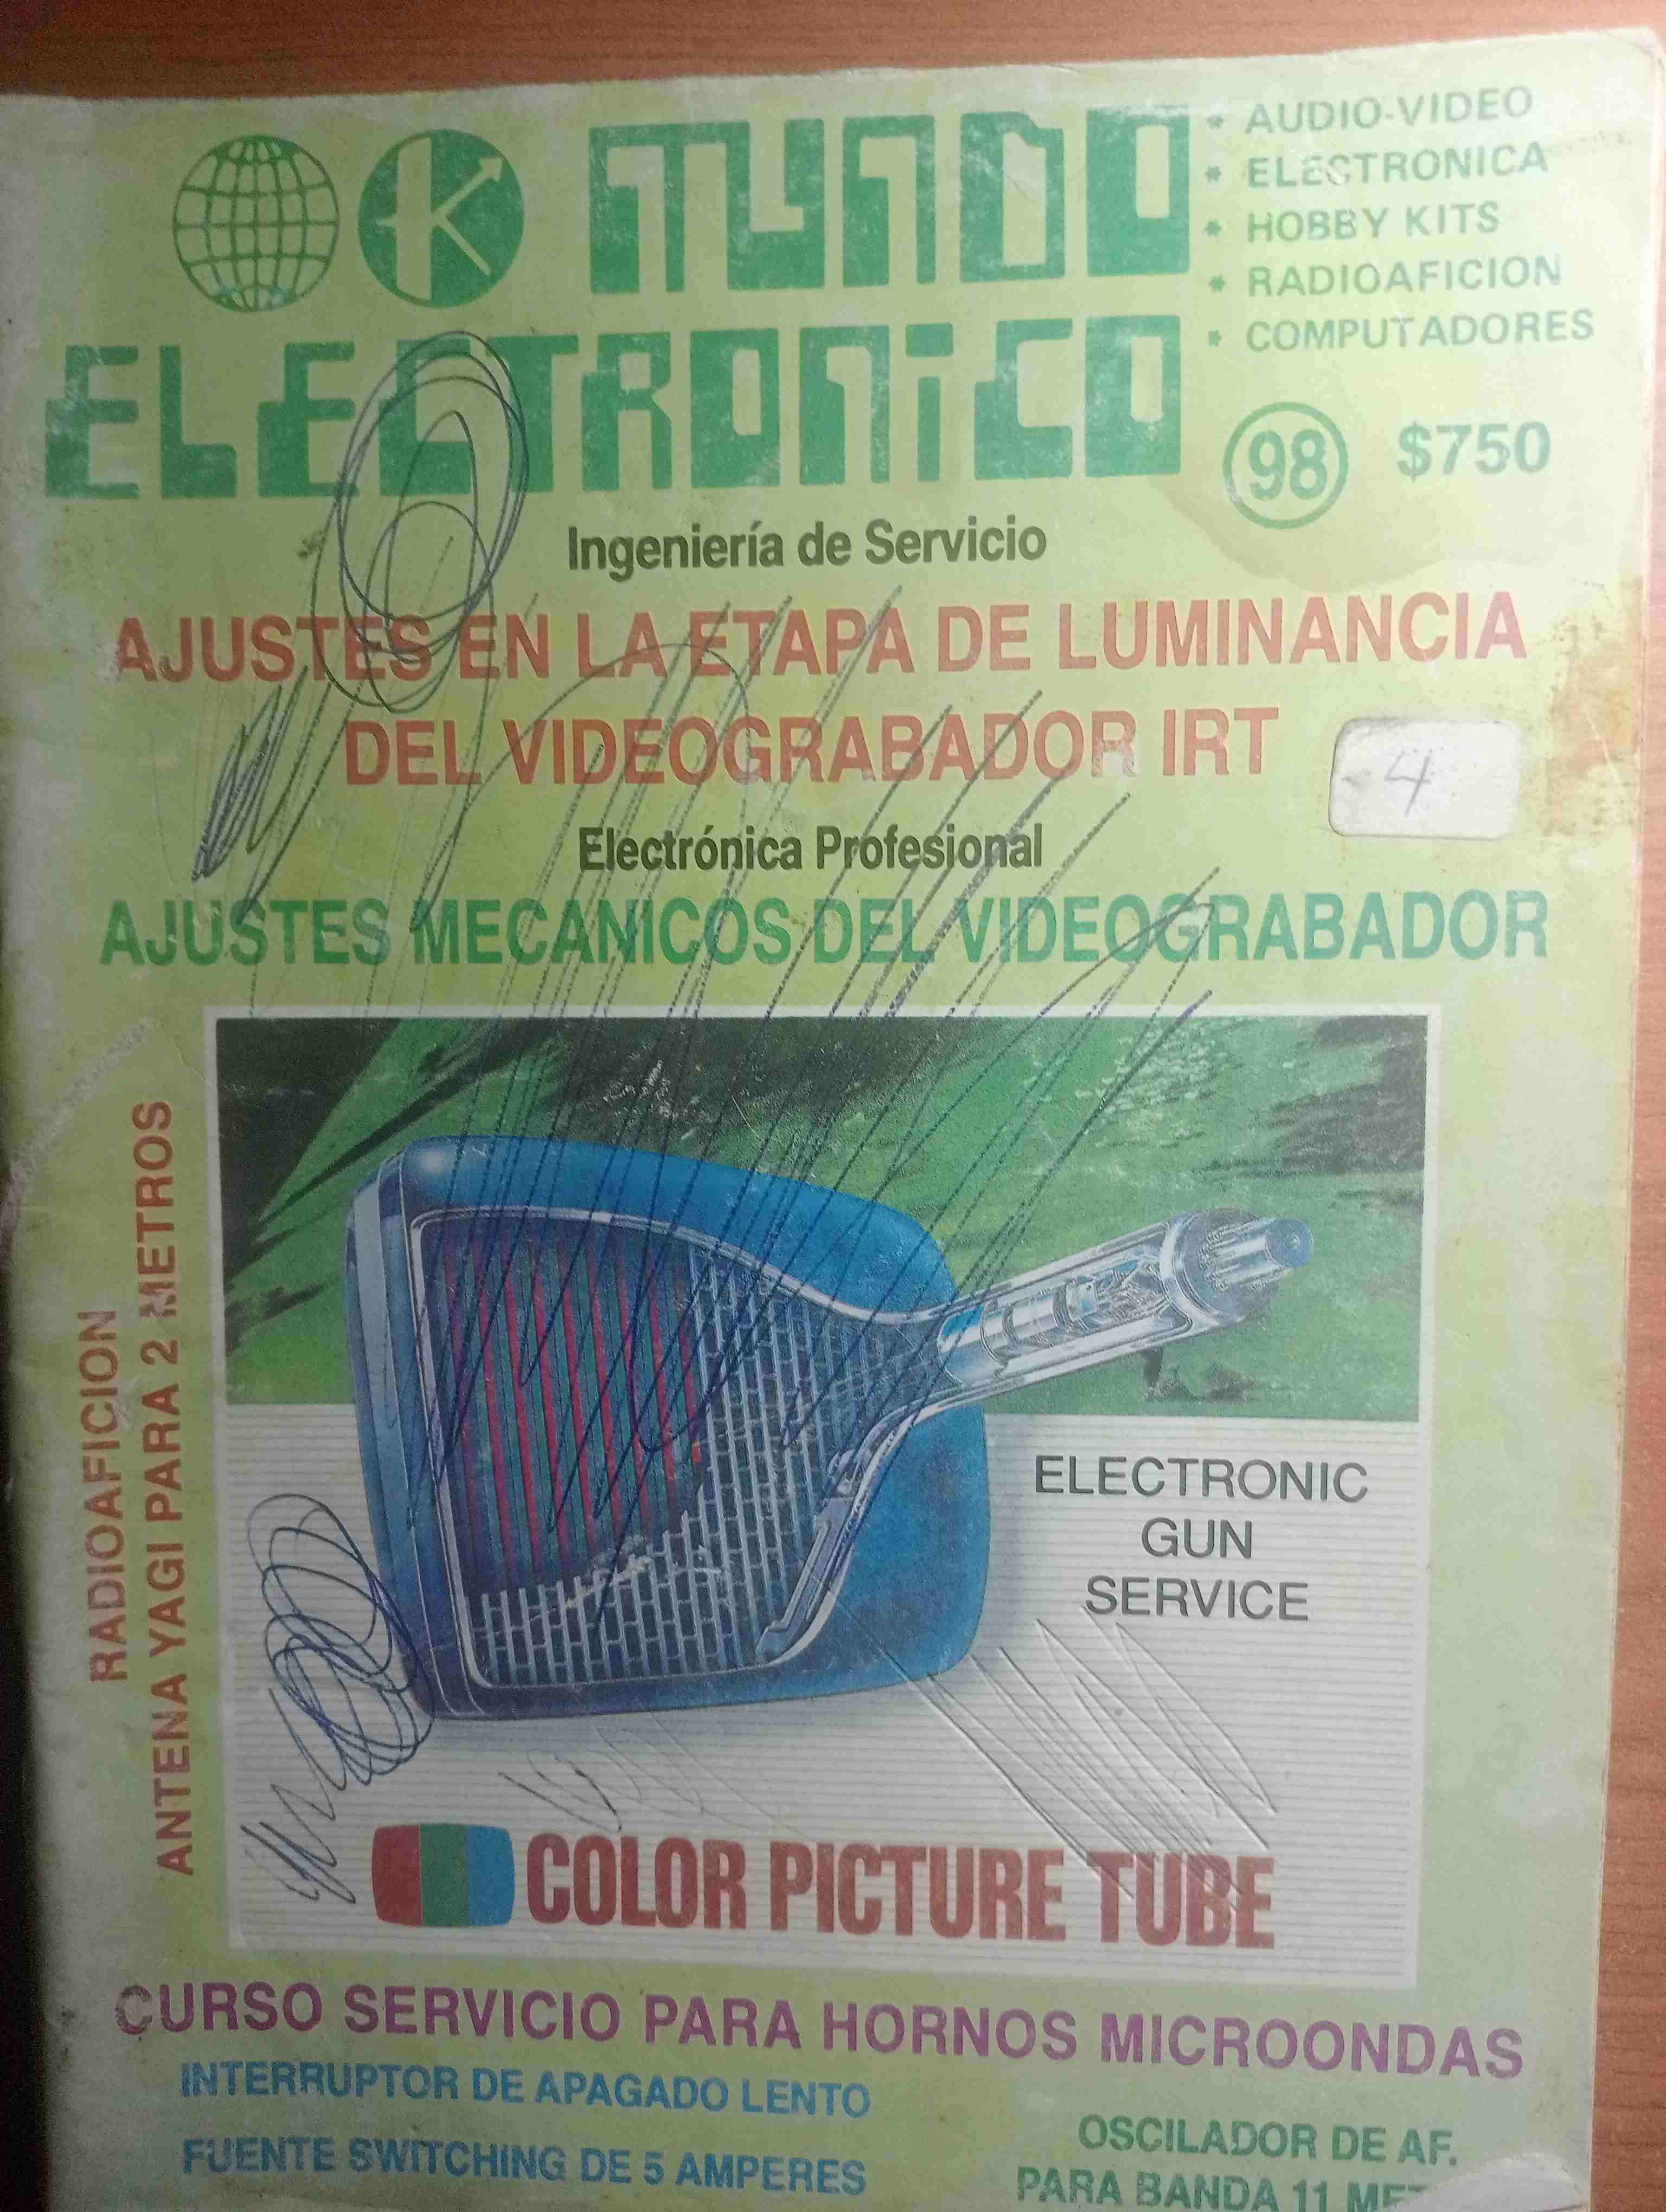 MUNDO
ELECTRONICO
* AUDIO-VIDEO
* ELECTRONICA
* HOBBY KITS
* RADIOAFICION
* COMPUTADORES
98 $750
Ingeniería de Servicio
AJUSTES EN LA ETAPA DE LUMINANCIA
DEL VIDEOGRABADOR IRT
- 4
Electrónica Profesional
AJUSTES MECANICOS DEL VIDEOGRABADOR
RADIOAFICION
ANTENA YAGI PARA 2 METROS
ELECTRONIC
GUN
SERVICE
COLOR PICTURE TUBE
CURSO SERVICIO PARA HORNOS MICROONDAS
INTERRUPTOR DE APAGADO LENTO
FUENTE SWITCHING DE 5 AMPERES
OSCILADOR DE AF.
PARA BANDA 11